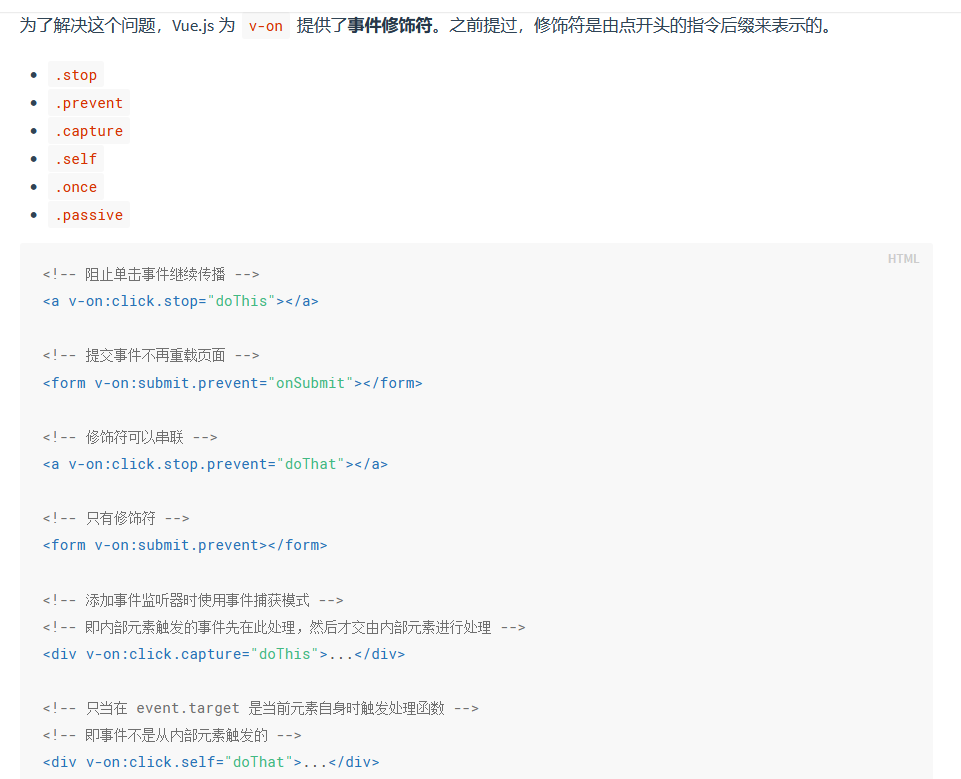 为了解决这个问题，Vue.js 为 v-on 提供了事件修饰符。之前提过，修饰符是由点开头的指令后缀来表示的。
.stop
.prevent
.capture
.self
.once
.passive
HTML
<!-- 阻止单击事件继续传播 -->
<a v-on:click.stop="doThis"></a>
<!-- 提交事件不再重载页面 -->
<form v-on:submit.prevent="onSubmit"></form>
<!-- 修饰符可以串联 -->
<a v-on:click.stop.prevent="doThat"></a>
<!-- 只有修饰符 -->
<form v-on:submit.prevent></form>
<!-- 添加事件监听器时使用事件捕获模式 -->
<!-- 即内部元素触发的事件先在此处理，然后才交由内部元素进行处理 -->
<div v-on:click.capture="doThis">...</div>
<!-- 只当在 event.target 是当前元素自身时触发处理函数 -->
<!-- 即事件不是从内部元素触发的 -->
<div v-on:click.self="doThat">...</div>